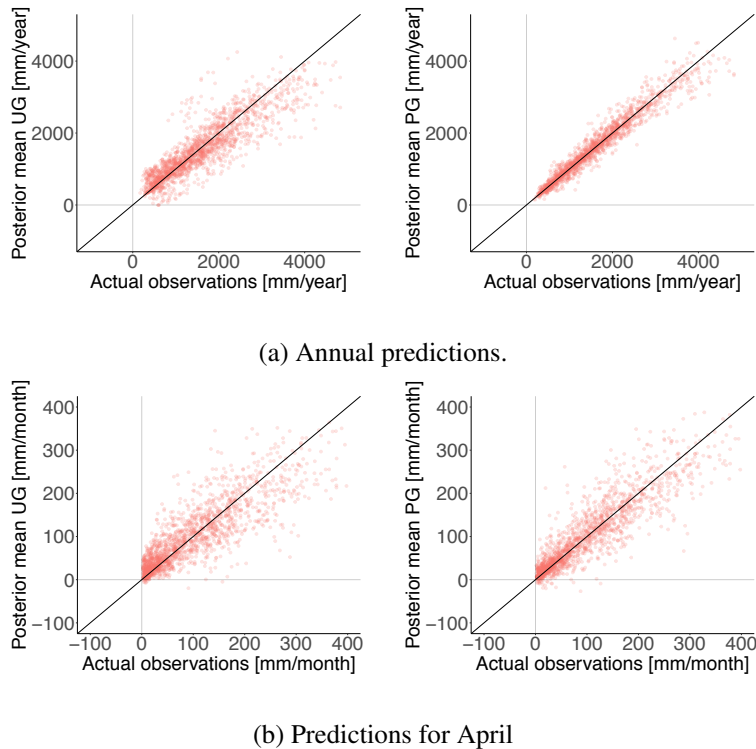 Posterior mean UG [mm/year]
4000
2000
0
0 2000 4000
Actual observations [mm/year]
Posterior mean PG [mm/year]
4000
2000
0
0 2000 4000
Actual observations [mm/year]
(a) Annual predictions.
Posterior mean UG [mm/month]
400
300
200
100
0
−100
−100 0 100 200 300 400
Actual observations [mm/month]
Posterior mean PG [mm/month]
400
300
200
100
0
−100
−100 0 100 200 300 400
Actual observations [mm/month]
(b) Predictions for April